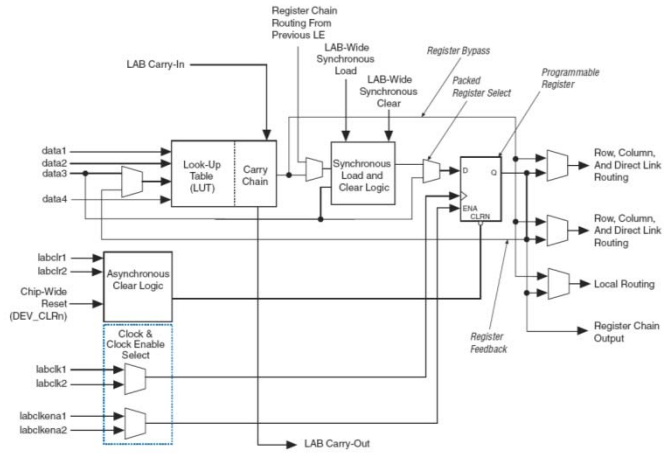 Register Chain
Routing From
Previous LE
LAB-Wide
Synchronous
Load
LAB-Wide
Synchronous
Clear
Register Bypass
Packed
Register Select
Programmable
Register
LAB Carry-In
data1
data2
data3
data4
Look-Up
Table
(LUT)
Carry
Chain
Synchronous
Load and
Clear Logic
D
Q
ENA
CLRN
Row, Column,
And Direct Link
Routing
Row, Column,
And Direct Link
Routing
Local Routing
Register Chain
Output
Register
Feedback
labclr1
labclr2
Chip-Wide
Reset
(DEV_CLRn)
Asynchronous
Clear Logic
Clock &
Clock Enable
Select
labclk1
labclk2
labclkena1
labclkena2
LAB Carry-Out